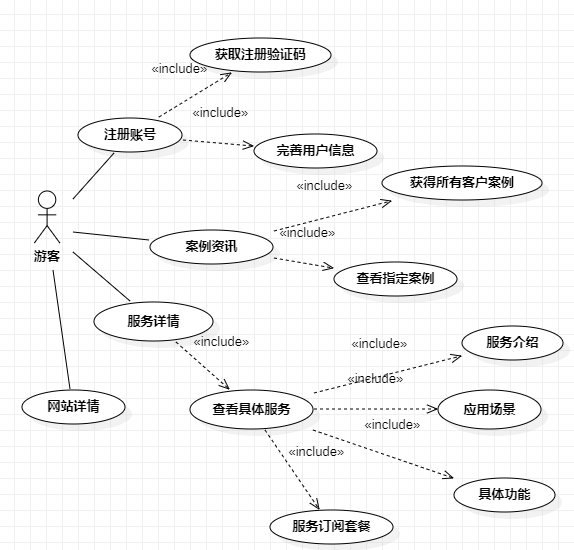 获取注册验证码
«include»
«include»
注册账号
完善用户信息
«include»
获得所有客户案例
«include»
案例资讯
游客
查看指定案例
服务详情
«include»
«include»
服务介绍
«include»
网站详情
查看具体服务
应用场景
«include»
«include»
具体功能
服务订阅套餐